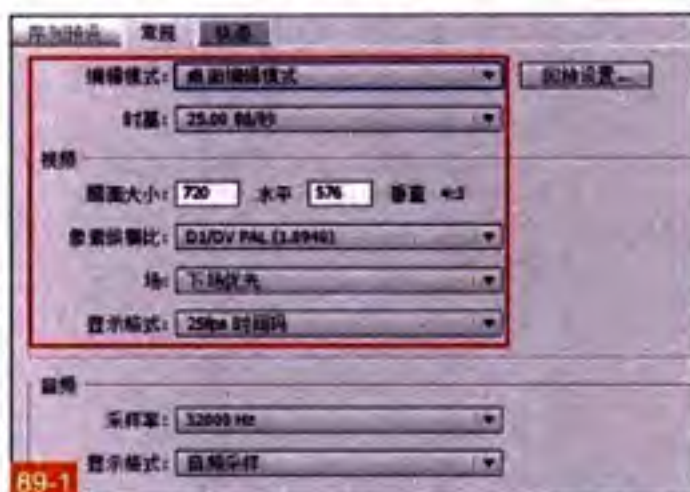 序列预设 常规 轨道
编辑模式: 桌面编辑模式 回放设置...
时基: 25.00 帧/秒
视频
画面大小: 720 水平 576 垂直 4:3
像素纵横比: D1/DV PAL (1.0940)
场: 下场优先
显示格式: 25fps 时间码
音频
采样率: 32000 Hz
显示格式: 音频采样
89-1